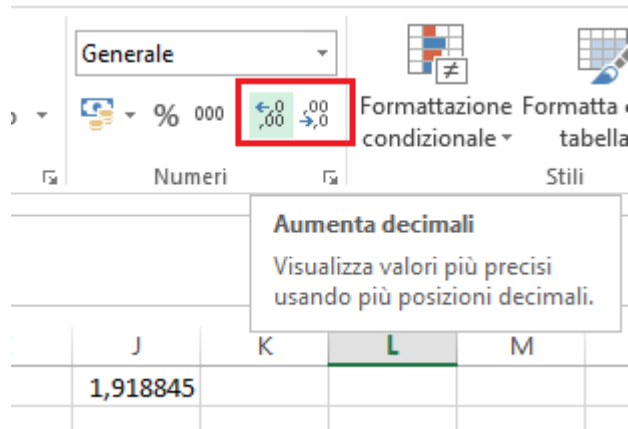 Generale
% 000 ←,0 ,00 ,00 →,0
Formattazione Formatta
condizionale tabella
Numeri Stili
Aumenta decimali
Visualizza valori più precisi
usando più posizioni decimali.
J K L M
1,918845